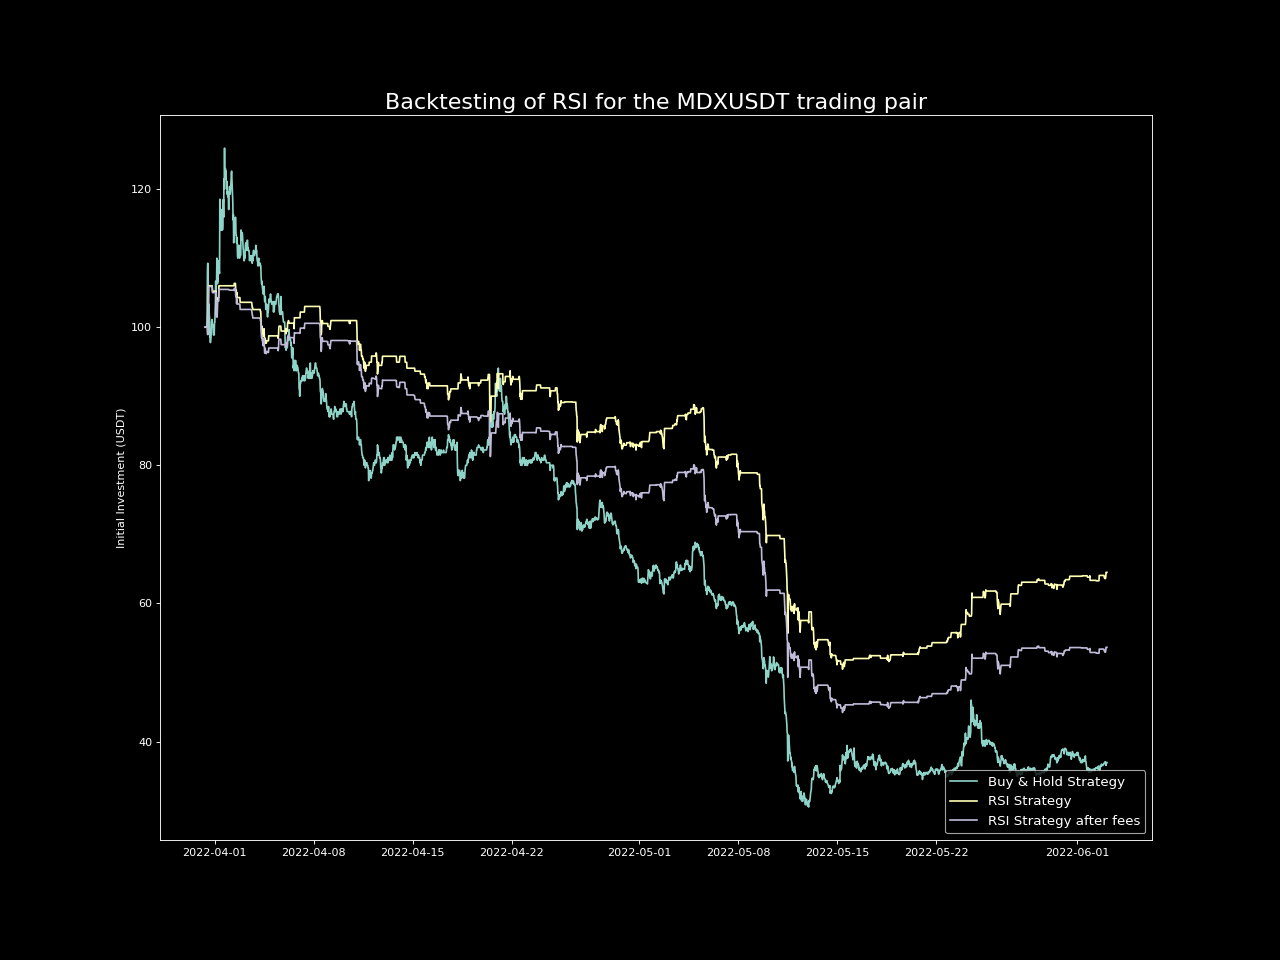 Backtesting of RSI for the MDXUSDT trading pair
Initial Investment (USDT)
120
100
80
60
40
2022-04-01
2022-04-08
2022-04-15
2022-04-22
2022-05-01
2022-05-08
2022-05-15
2022-05-22
2022-06-01
Buy & Hold Strategy
RSI Strategy
RSI Strategy after fees